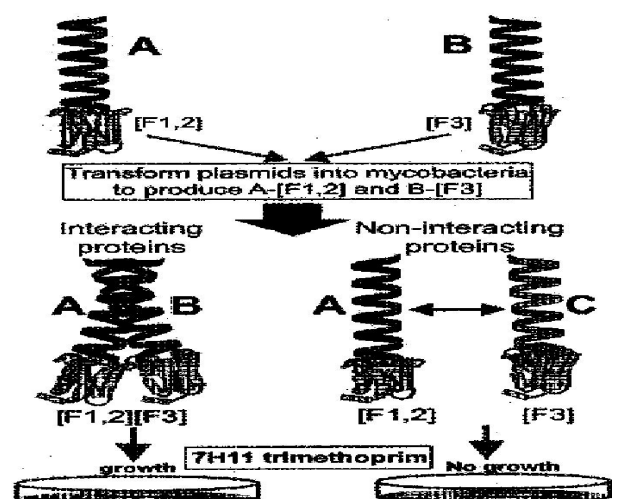 A
B
[F1,2]
[F3]
Transform plasmids into mycobacteria
to produce A-[F1,2] and B-[F3]
Interacting
proteins
Non-interacting
proteins
A B
A C
[F1,2][F3]
[F1,2]
[F3]
growth
7H11 trimethoprim
No growth